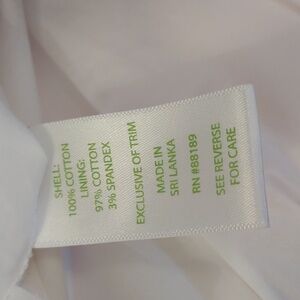 SHELL:
100% COTTON
LINING:
97% COTTON
3% SPANDEX
EXCLUSIVE OF TRIM
MADE IN
SRI LANKA
RN #88189
SEE REVERSE
FOR CARE